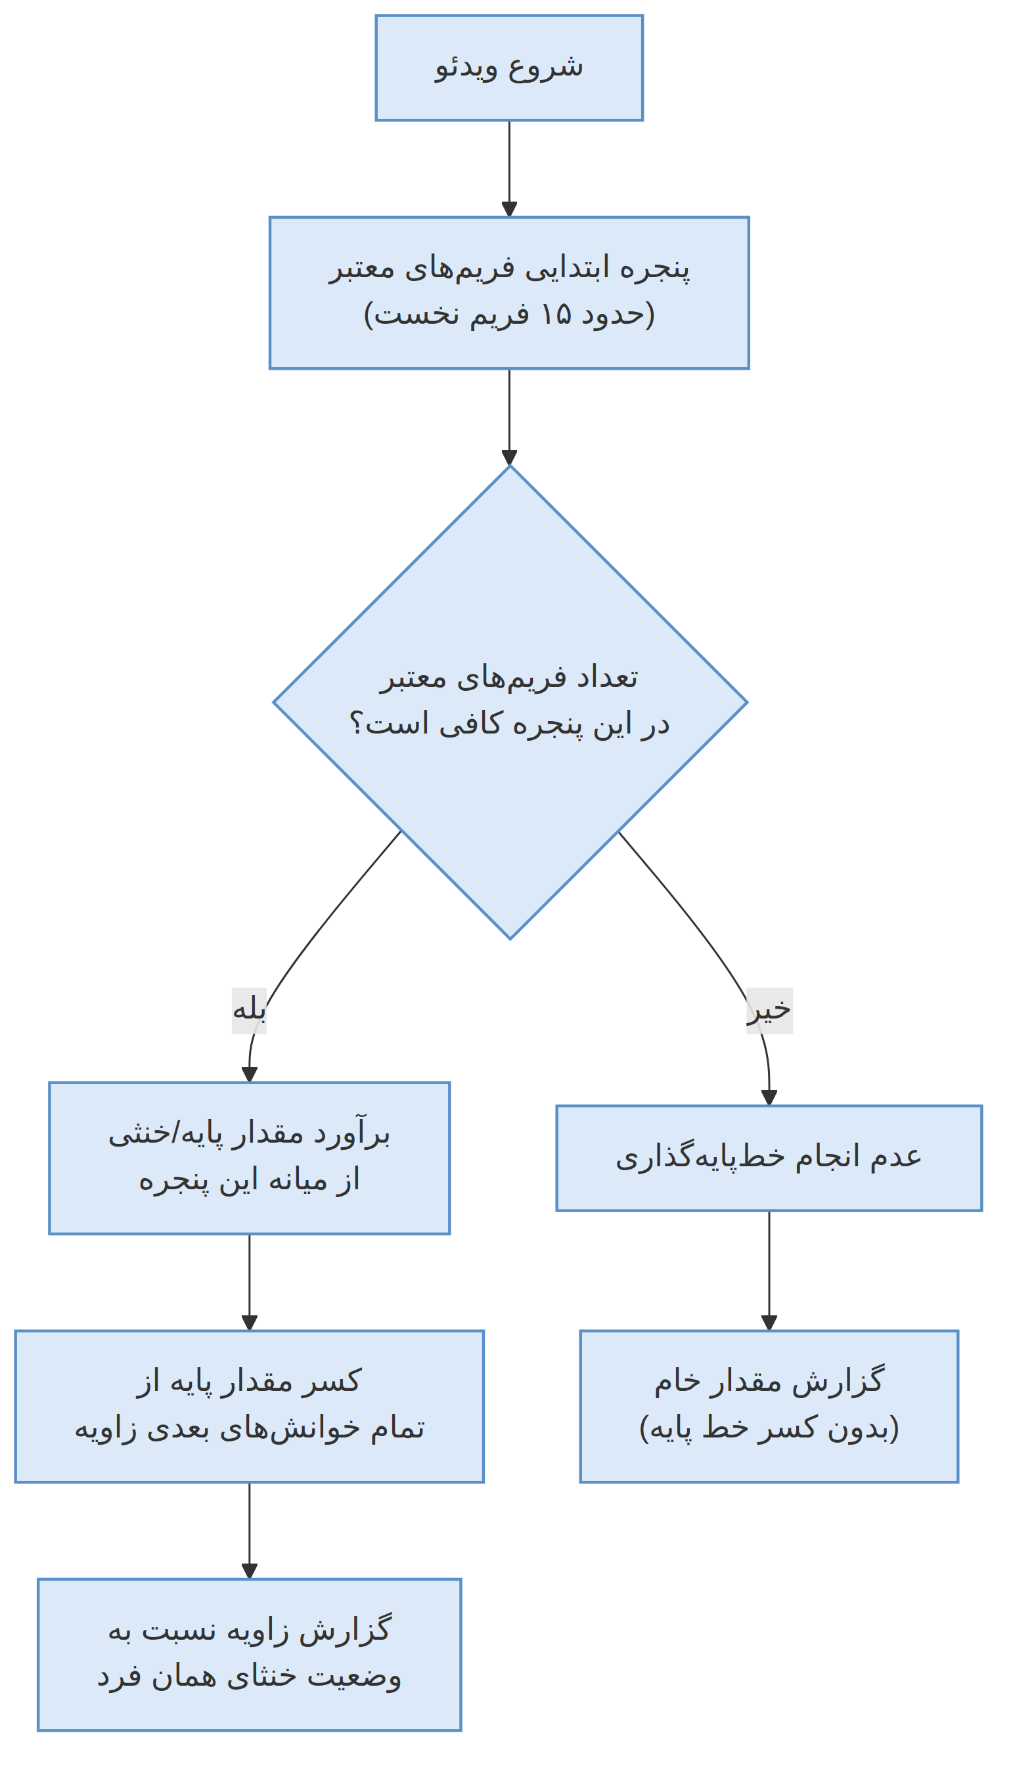 شروع ویدئو
پنجره ابتدایی فریم‌های معتبر
(حدود ۱۵ فریم نخست)
تعداد فریم‌های معتبر
در این پنجره کافی است؟
بله
خیر
برآورد مقدار پایه/خنثی
از میانه این پنجره
عدم انجام خط‌پایه‌گذاری
کسر مقدار پایه از
تمام خوانش‌های بعدی زاویه
گزارش مقدار خام
(بدون کسر خط پایه)
گزارش زاویه نسبت به
وضعیت خنثای همان فرد